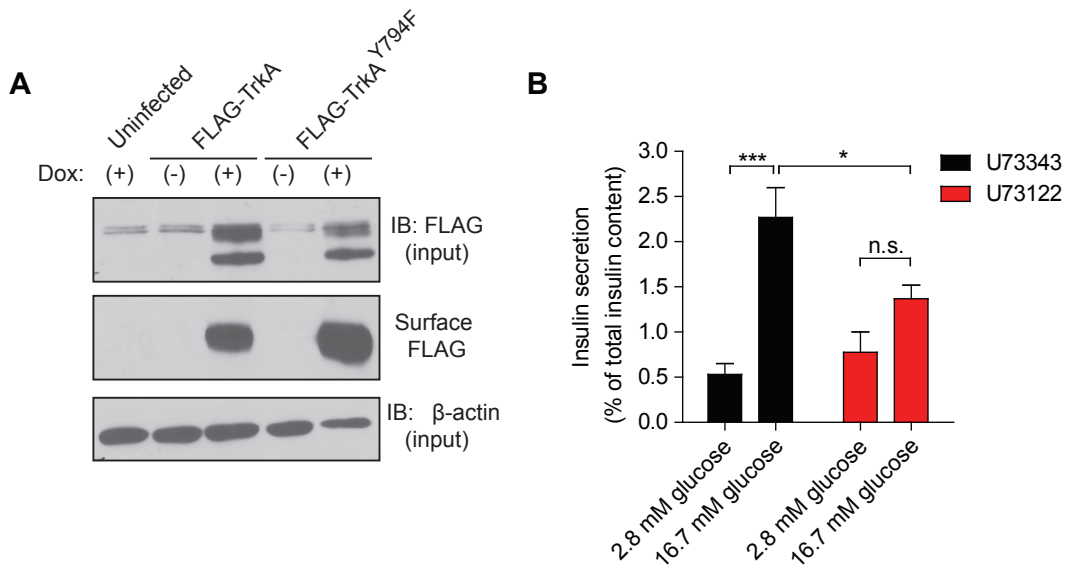 A
Uninfected
FLAG-TrkA
FLAG-TrkA Y794F
Dox: (+) (-) (+) (-) (+)
IB: FLAG
(input)
Surface
FLAG
IB: β-actin
(input)
B
Insulin secretion
(% of total insulin content)
3.0
2.5
2.0
1.5
1.0
0.5
0.0
***
*
n.s.
U73343
U73122
2.8 mM glucose
16.7 mM glucose
2.8 mM glucose
16.7 mM glucose